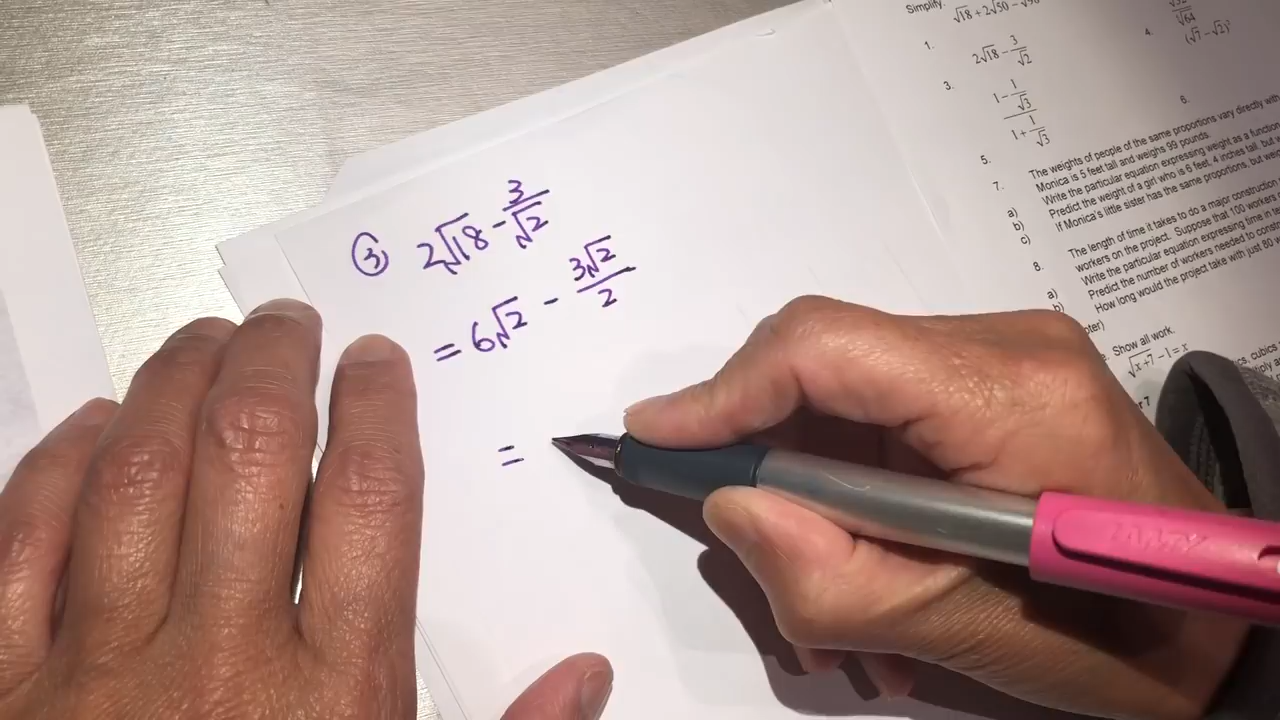 ③ 2√18 - 3/√2
= 6√2 - 3√2/2
=
Simplify.
√18 + 2√50 - √98
1.
2√18 - 3/√2
3.
(1 - 1/√3)/(1 + 1/√3)
4.
∜64
(√7 - √2)²
6.
5.
The weights of people of the same proportions vary directly with
Monica is 5 feet tall and weighs 99 pounds.
7.
Write the particular equation expressing weight as a function
a) Predict the weight of a girl who is 6 feet, 4 inches tall, but
b) If Monica's little sister has the same proportions, but
c)
The length of time it takes to do a major construction
workers on the project. Suppose that 100 workers
8.
Write the particular equation expressing time in
a) Predict the number of workers needed to
b) How long would the project take with just 80
Show all work.
√x+7 - 1 = x
LAMY